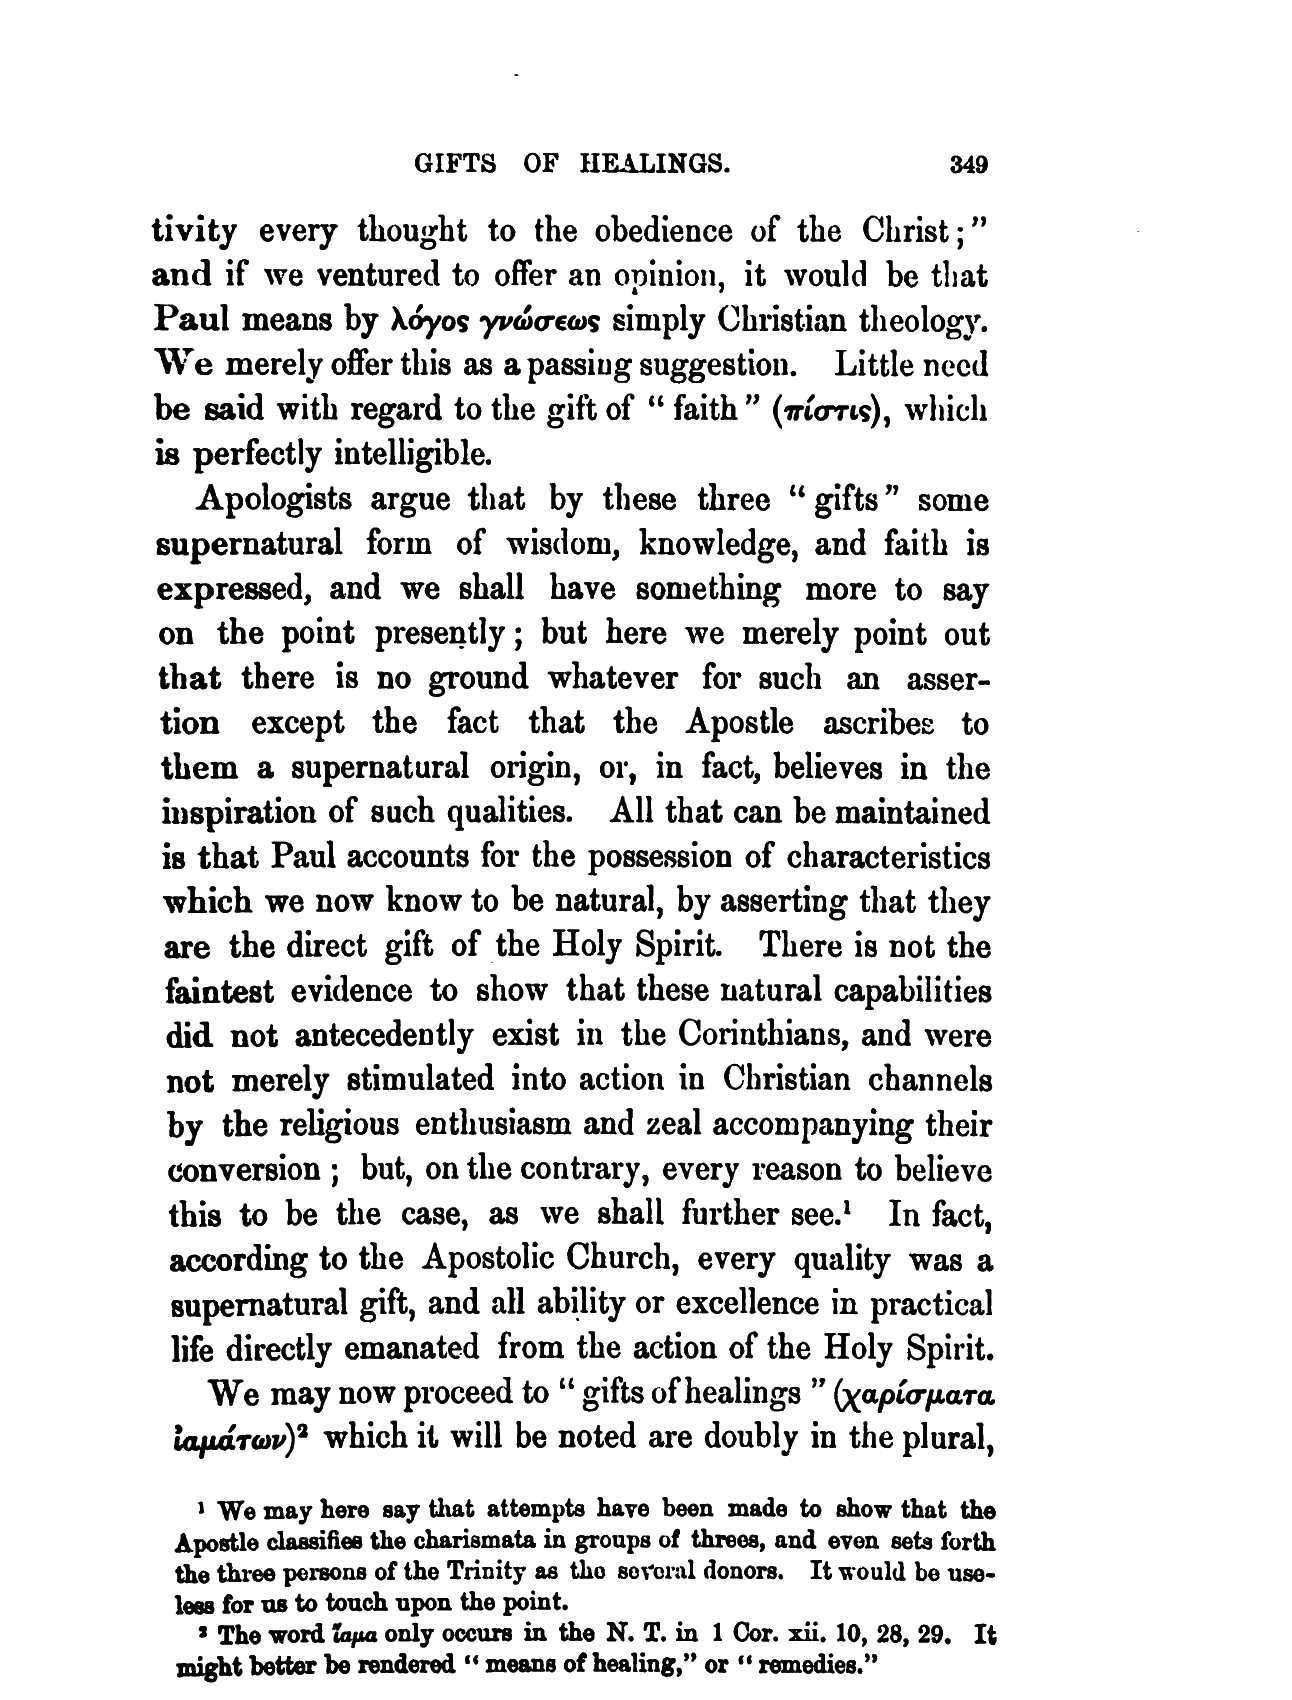 GIFTS OF HEALINGS. 349
tivity every thought to the obedience of the Christ;”
and if we ventured to offer an opinion, it would be that
Paul means by λόγος γνώσεως simply Christian theology.
We merely offer this as a passing suggestion. Little need
be said with regard to the gift of “ faith ” (πίστις), which
is perfectly intelligible.
Apologists argue that by these three “ gifts ” some
supernatural form of wisdom, knowledge, and faith is
expressed, and we shall have something more to say
on the point presently ; but here we merely point out
that there is no ground whatever for such an asser-
tion except the fact that the Apostle ascribes to
them a supernatural origin, or, in fact, believes in the
inspiration of such qualities. All that can be maintained
is that Paul accounts for the possession of characteristics
which we now know to be natural, by asserting that they
are the direct gift of the Holy Spirit. There is not the
faintest evidence to show that these natural capabilities
did not antecedently exist in the Corinthians, and were
not merely stimulated into action in Christian channels
by the religious enthusiasm and zeal accompanying their
conversion ; but, on the contrary, every reason to believe
this to be the case, as we shall further see.¹ In fact,
according to the Apostolic Church, every quality was a
supernatural gift, and all ability or excellence in practical
life directly emanated from the action of the Holy Spirit.
We may now proceed to “ gifts of healings ” (χαρίσματα
ἰαμάτων)² which it will be noted are doubly in the plural,
¹ We may here say that attempts have been made to show that the
Apostle classifies the charismata in groups of threes, and even sets forth
the three persons of the Trinity as the several donors. It would be use-
less for us to touch upon the point.
² The word ἴαμα only occurs in the N. T. in 1 Cor. xii. 10, 28, 29. It
might better be rendered “ means of healing,” or “ remedies.”